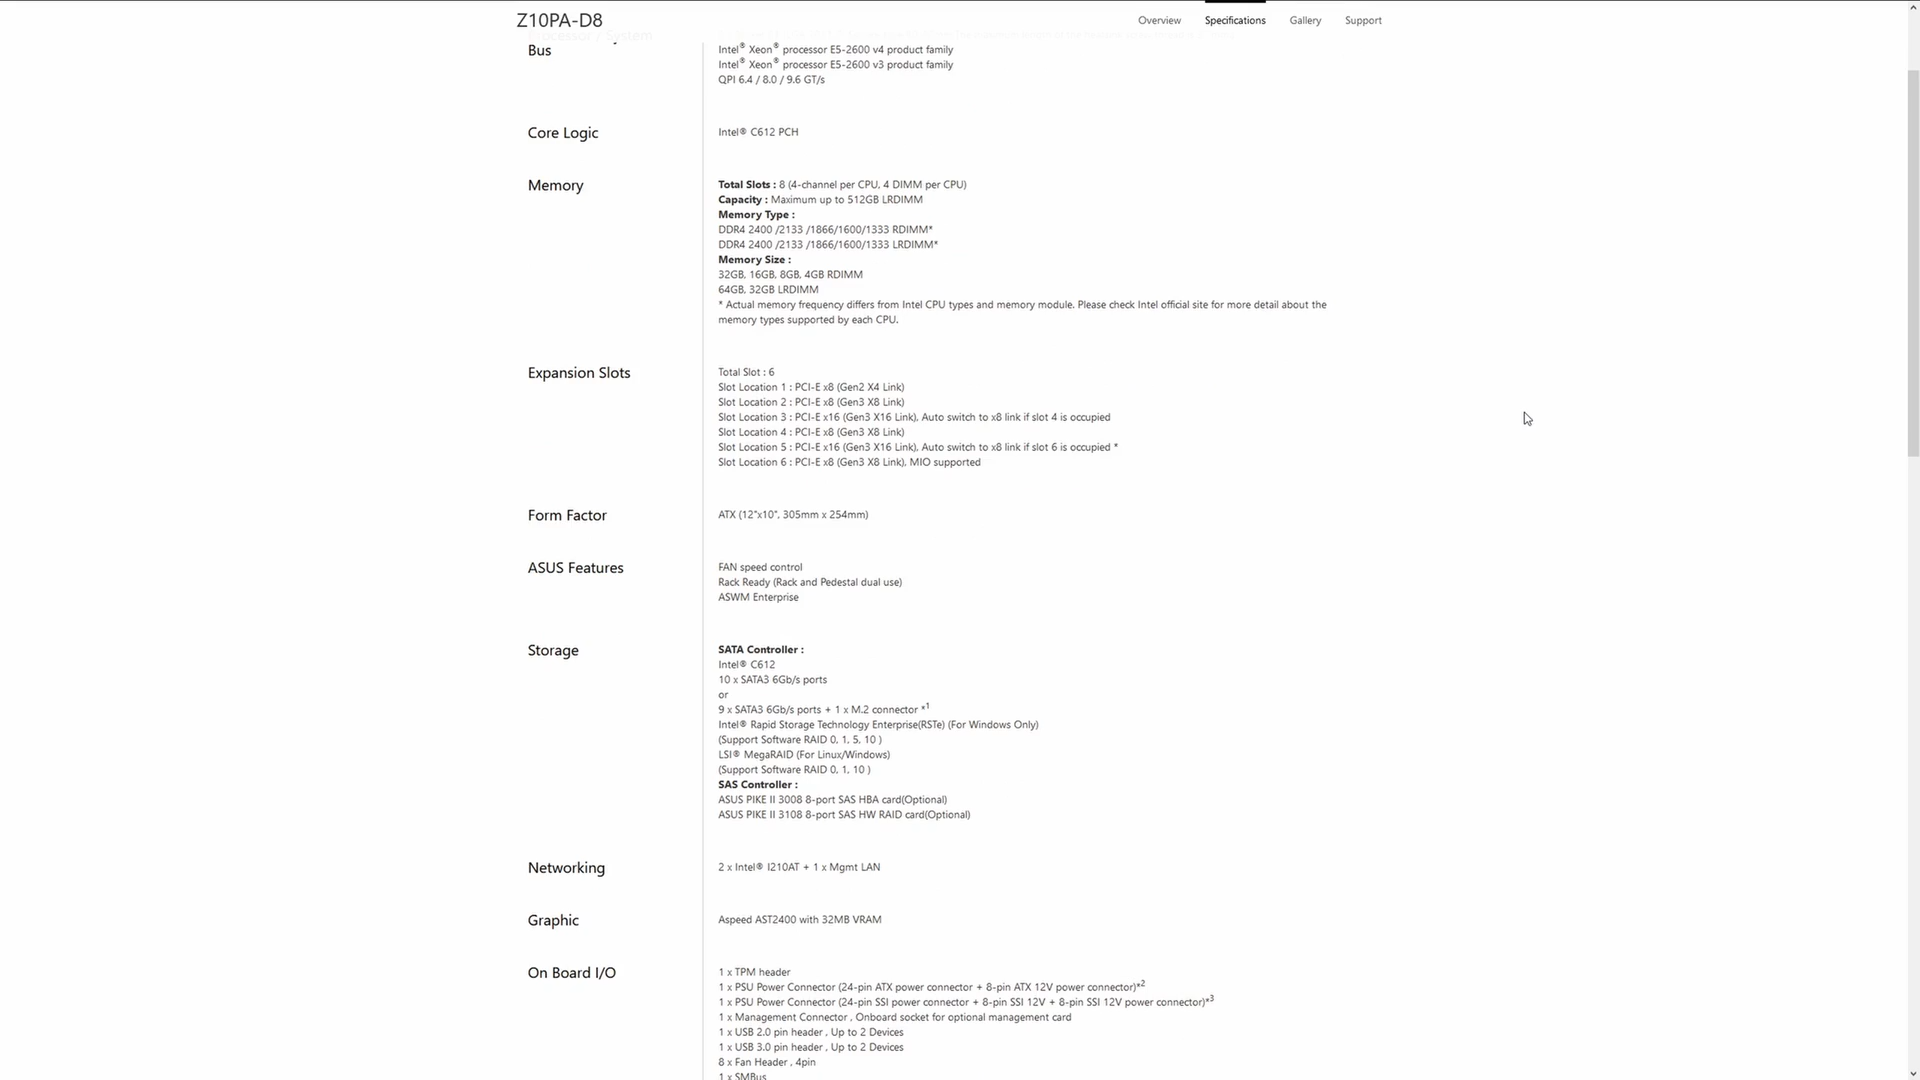 Z10PA-D8
Overview
Specifications
Gallery
Support
Processor / System
Bus
Intel® Xeon® processor E5-2600 v4 product family
Intel® Xeon® processor E5-2600 v3 product family
QPI 6.4 / 8.0 / 9.6 GT/s
Core Logic
Intel® C612 PCH
Memory
Total Slots : 8 (4-channel per CPU, 4 DIMM per CPU)
Capacity : Maximum up to 512GB LRDIMM
Memory Type :
DDR4 2400 /2133 /1866/1600/1333 RDIMM*
DDR4 2400 /2133 /1866/1600/1333 LRDIMM*
Memory Size :
32GB, 16GB, 8GB, 4GB RDIMM
64GB, 32GB LRDIMM
* Actual memory frequency differs from Intel CPU types and memory module. Please check Intel official site for more detail about the
memory types supported by each CPU.
Expansion Slots
Total Slot : 6
Slot Location 1 : PCI-E x8 (Gen2 X4 Link)
Slot Location 2 : PCI-E x8 (Gen3 X8 Link)
Slot Location 3 : PCI-E x16 (Gen3 X16 Link), Auto switch to x8 link if slot 4 is occupied
Slot Location 4 : PCI-E x8 (Gen3 X8 Link)
Slot Location 5 : PCI-E x16 (Gen3 X16 Link), Auto switch to x8 link if slot 6 is occupied *
Slot Location 6 : PCI-E x8 (Gen3 X8 Link), MIO supported
Form Factor
ATX (12"x10", 305mm x 254mm)
ASUS Features
FAN speed control
Rack Ready (Rack and Pedestal dual use)
ASWM Enterprise
Storage
SATA Controller :
Intel® C612
10 x SATA3 6Gb/s ports
or
9 x SATA3 6Gb/s ports + 1 x M.2 connector *1
Intel® Rapid Storage Technology Enterprise(RSTe) (For Windows Only)
(Support Software RAID 0, 1, 5, 10 )
LSI® MegaRAID (For Linux/Windows)
(Support Software RAID 0, 1, 10 )
SAS Controller :
ASUS PIKE II 3008 8-port SAS HBA card(Optional)
ASUS PIKE II 3108 8-port SAS HW RAID card(Optional)
Networking
2 x Intel® I210AT + 1 x Mgmt LAN
Graphic
Aspeed AST2400 with 32MB VRAM
On Board I/O
1 x TPM header
1 x PSU Power Connector (24-pin ATX power connector + 8-pin ATX 12V power connector)*2
1 x PSU Power Connector (24-pin SSI power connector + 8-pin SSI 12V + 8-pin SSI 12V power connector)*3
1 x Management Connector , Onboard socket for optional management card
1 x USB 2.0 pin header , Up to 2 Devices
1 x USB 3.0 pin header , Up to 2 Devices
8 x Fan Header , 4pin
1 x SMBus